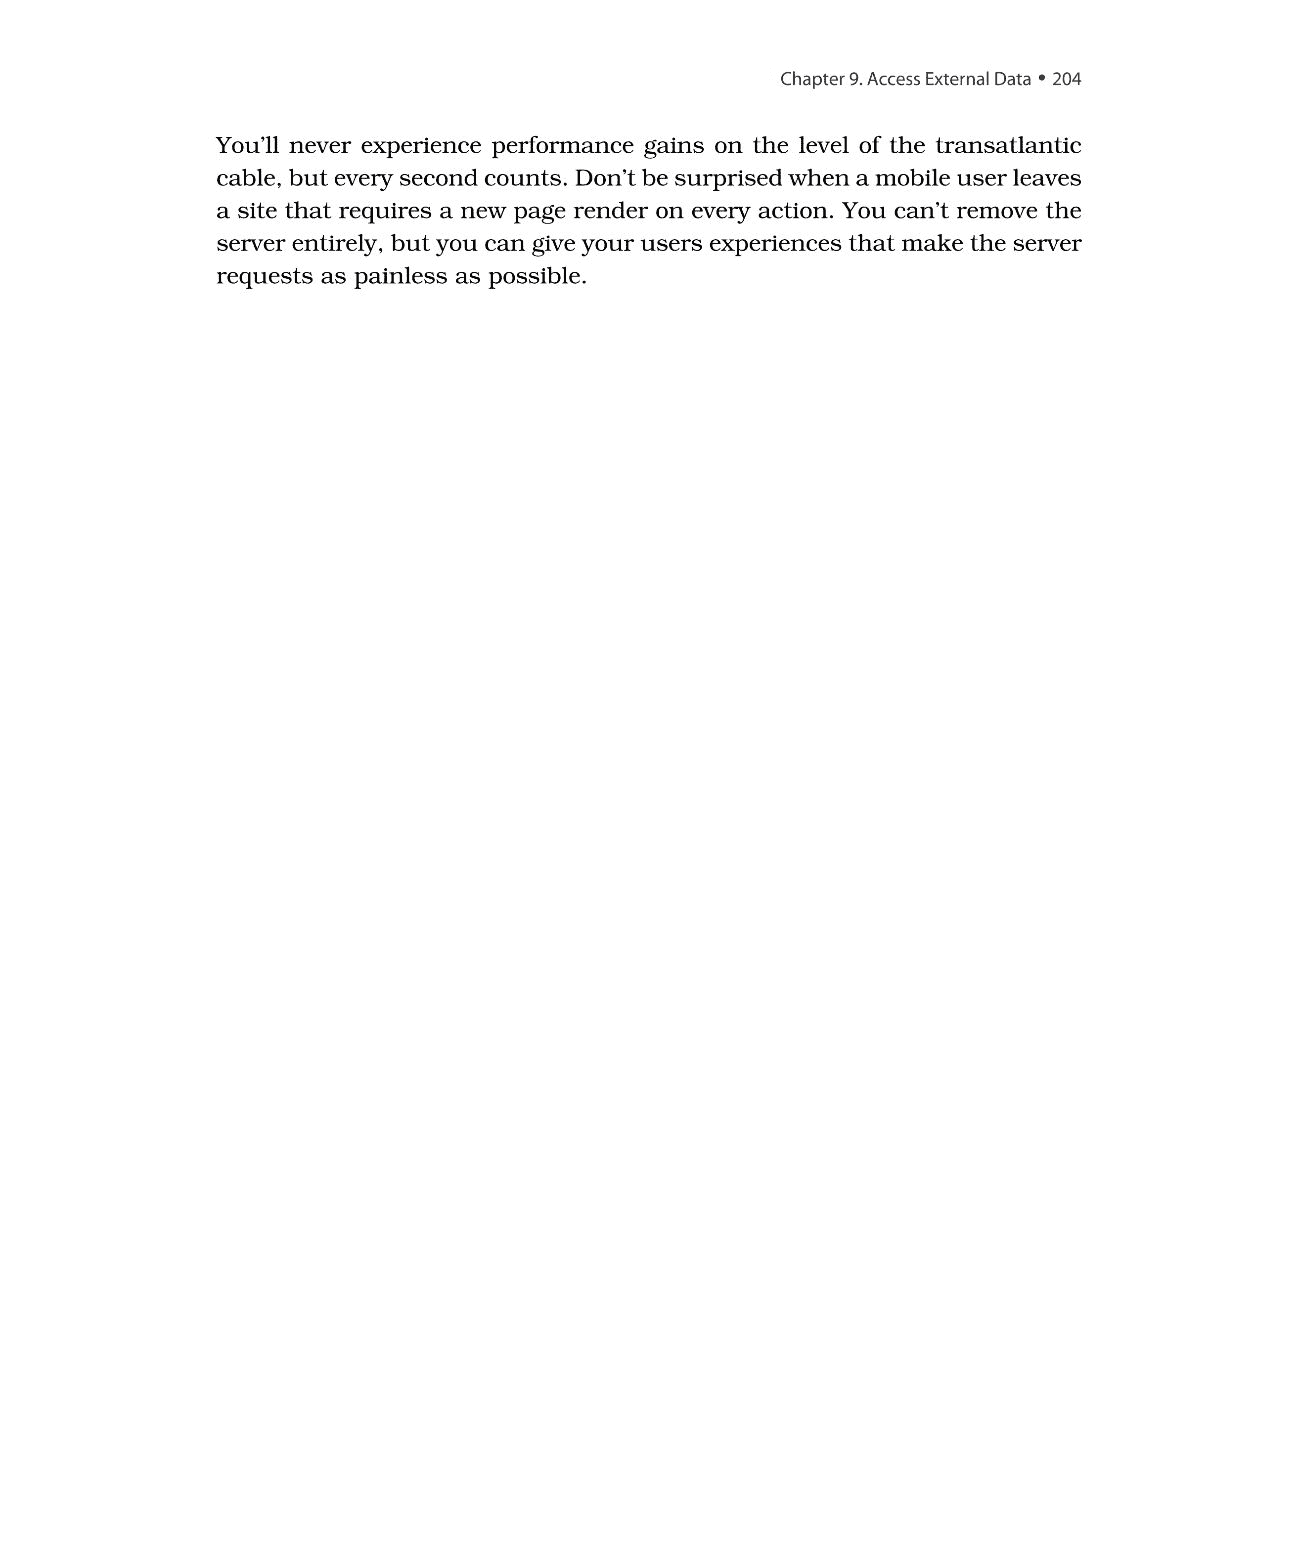 Chapter 9. Access External Data • 204
You’ll never experience performance gains on the level of the transatlantic
cable, but every second counts. Don’t be surprised when a mobile user leaves
a site that requires a new page render on every action. You can’t remove the
server entirely, but you can give your users experiences that make the server
requests as painless as possible.